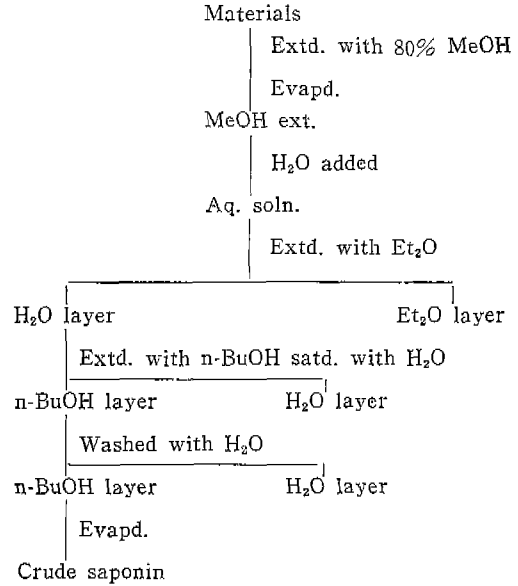 Materials
Extd. with 80% MeOH
Evapd.
MeOH ext.
H₂O added
Aq. soln.
Extd. with Et₂O
H₂O layer Et₂O layer
Extd. with n-BuOH satd. with H₂O
n-BuOH layer H₂O layer
Washed with H₂O
n-BuOH layer H₂O layer
Evapd.
Crude saponin